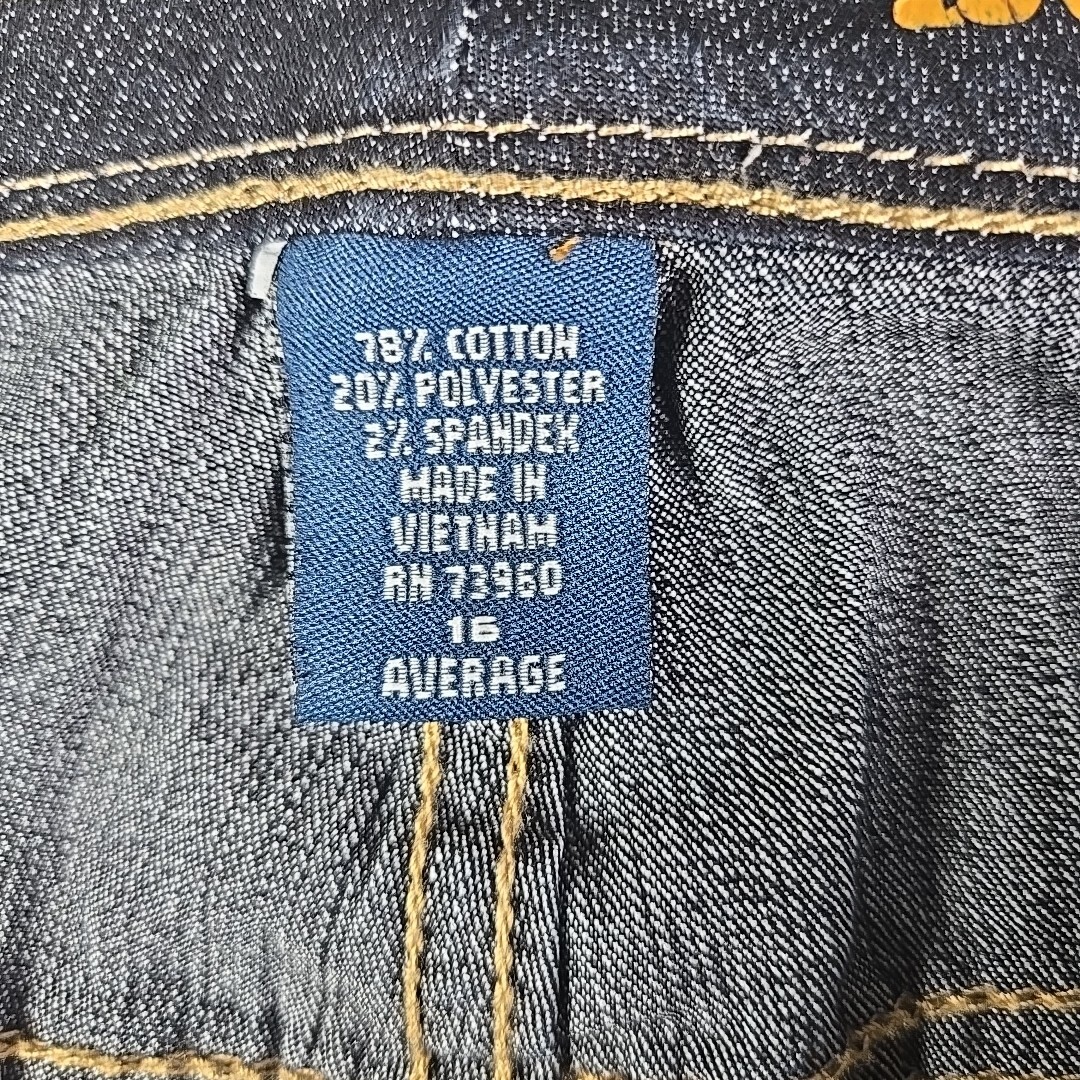 78% COTTON
20% POLYESTER
2% SPANDEX
MADE IN
VIETNAM
RN 73960
16
AVERAGE